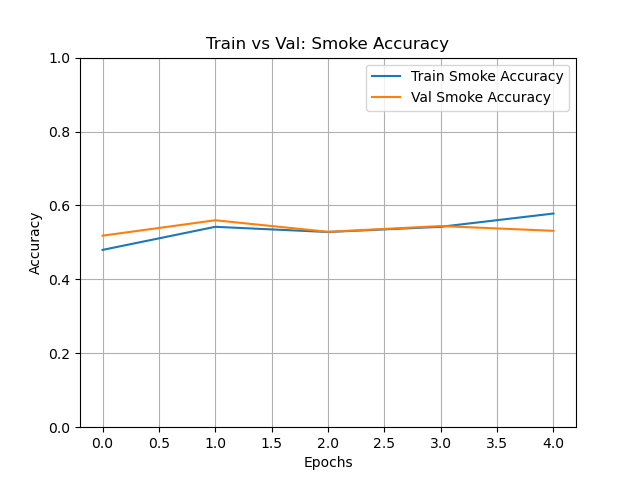 Train vs Val: Smoke Accuracy
Train Smoke Accuracy
Val Smoke Accuracy
1.0
0.8
0.6
0.4
0.2
0.0
Accuracy
0.0 0.5 1.0 1.5 2.0 2.5 3.0 3.5 4.0
Epochs